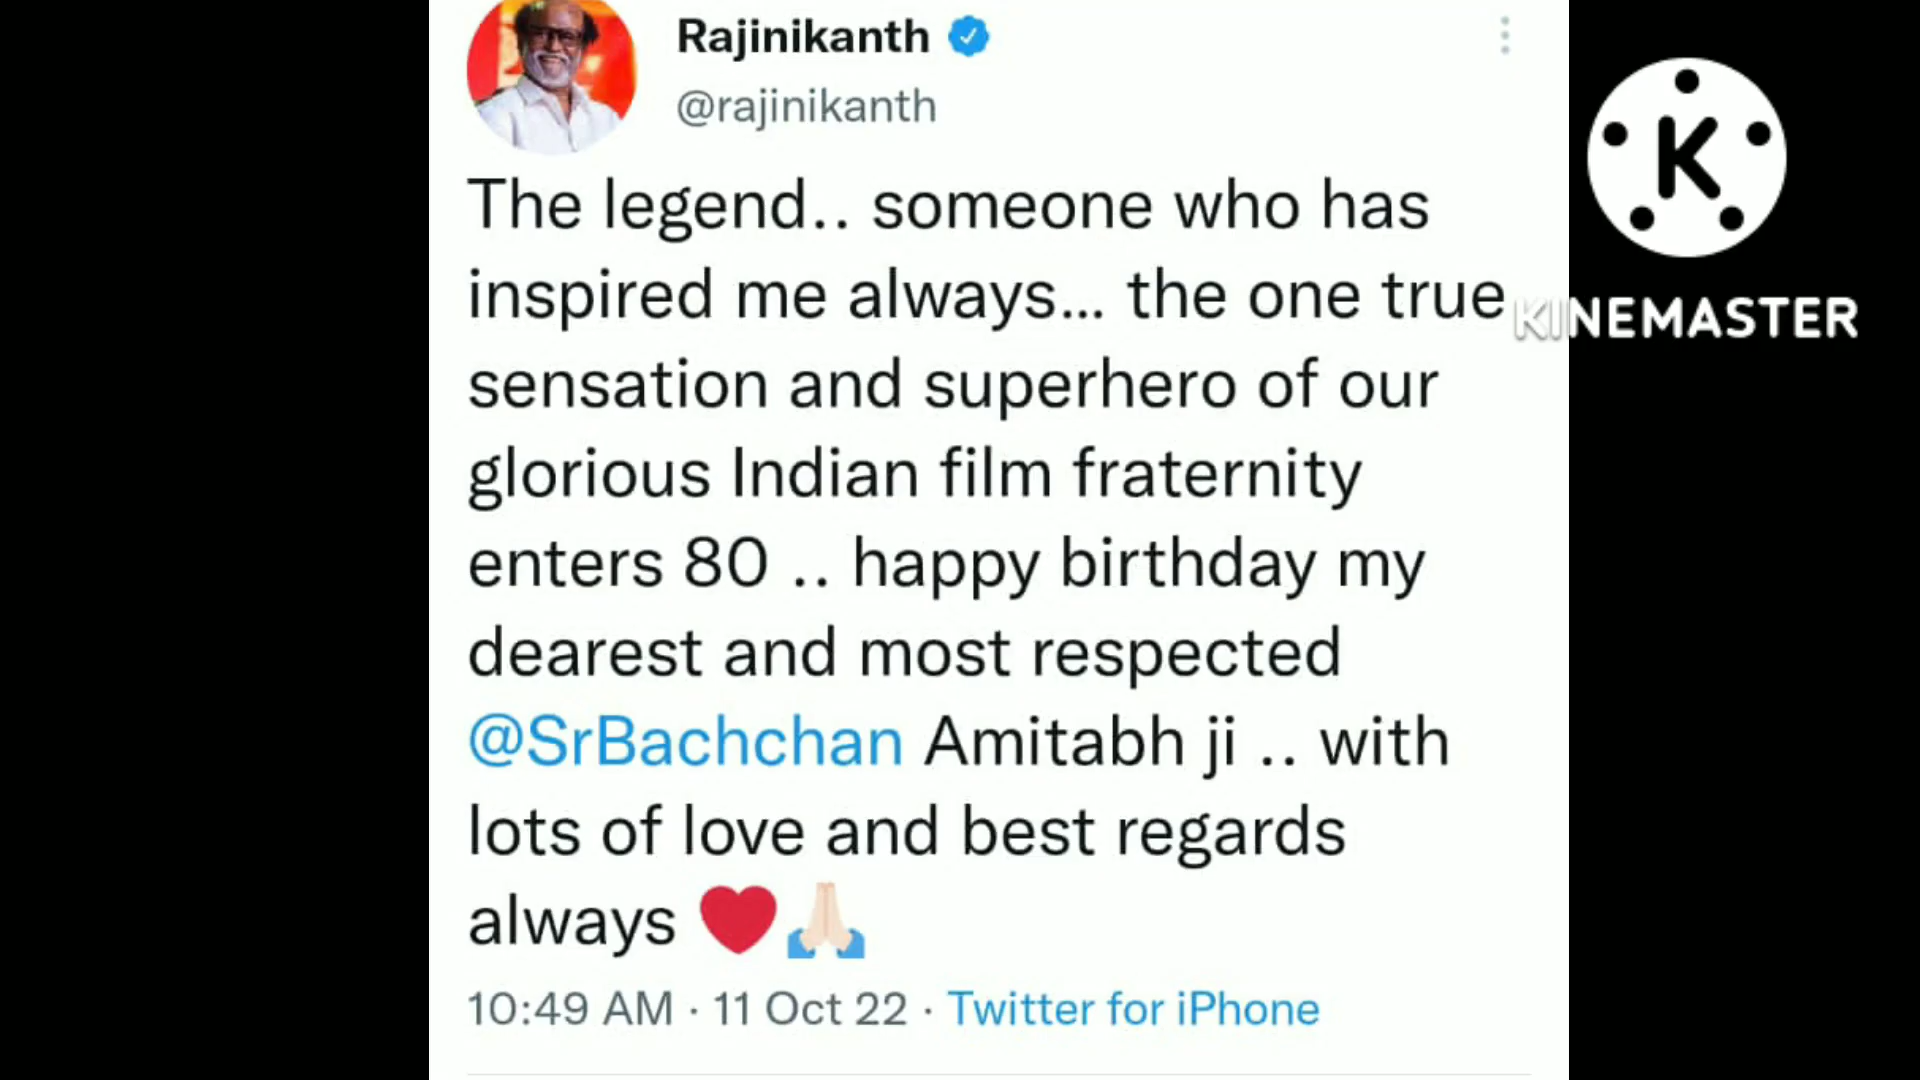 Rajinikanth
@rajinikanth
The legend.. someone who has
inspired me always... the one true
sensation and superhero of our
glorious Indian film fraternity
enters 80 .. happy birthday my
dearest and most respected
@SrBachchan Amitabh ji .. with
lots of love and best regards
always ❤️🙏🏻
10:49 AM · 11 Oct 22 · Twitter for iPhone
K
KINEMASTER